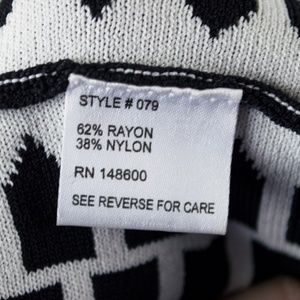 STYLE # 079
62% RAYON
38% NYLON
RN 148600
SEE REVERSE FOR CARE